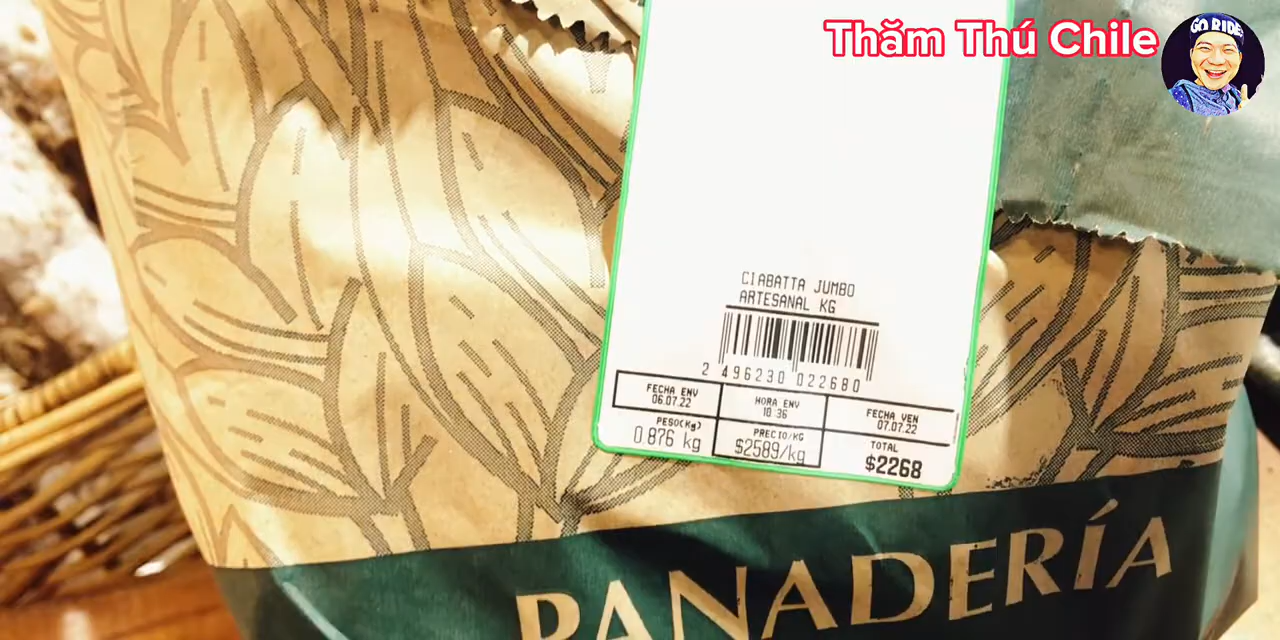 Thăm Thú Chile
GO RIDE
CIABATTA JUMBO
ARTESANAL KG
2 496230 022680
FECHA ENV
06.07.22
HORA ENV
10:36
FECHA VEN
07.07.22
PESO(Kg)
0.876 kg
PRECIO/KG
$2589/kg
TOTAL
$2268
PANADERÍA